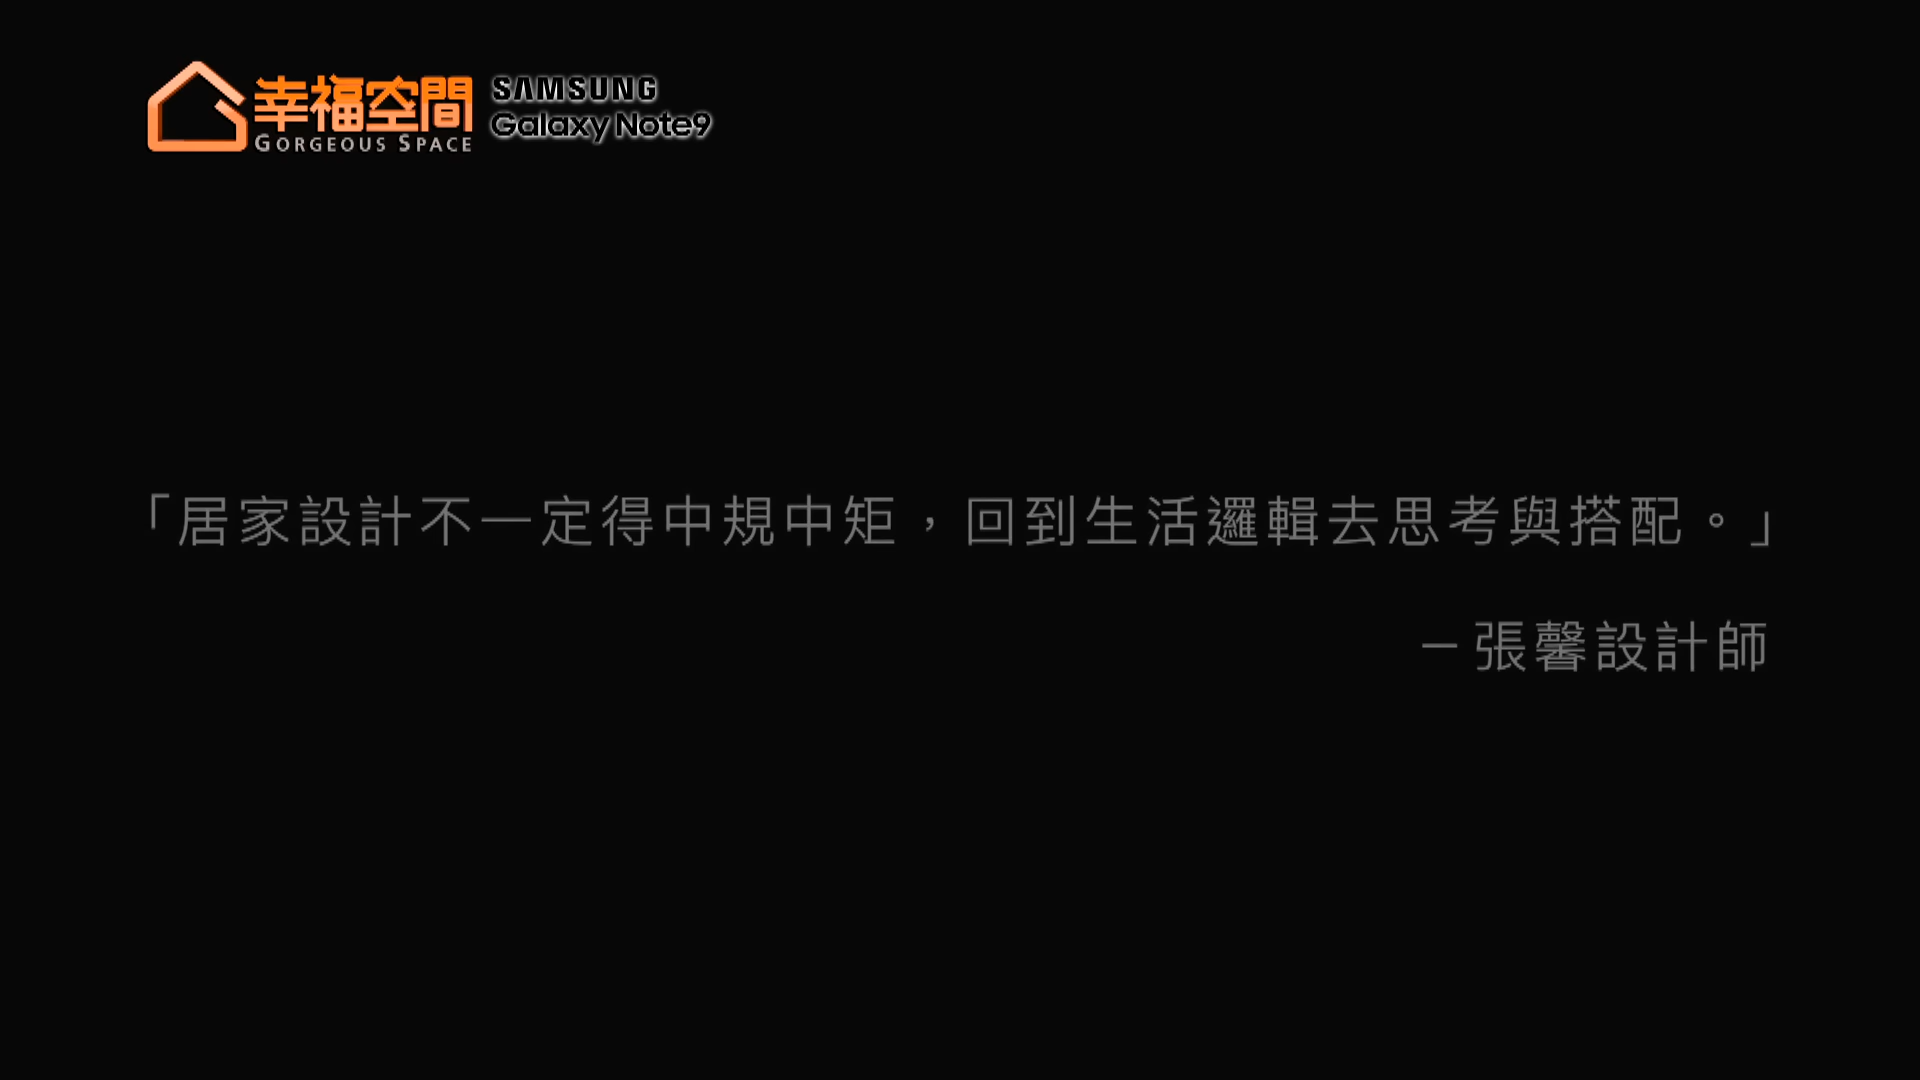 幸福空間
GORGEOUS SPACE
SAMSUNG
Galaxy Note9
「居家設計不一定得中規中矩，回到生活邏輯去思考與搭配。」
－張馨設計師